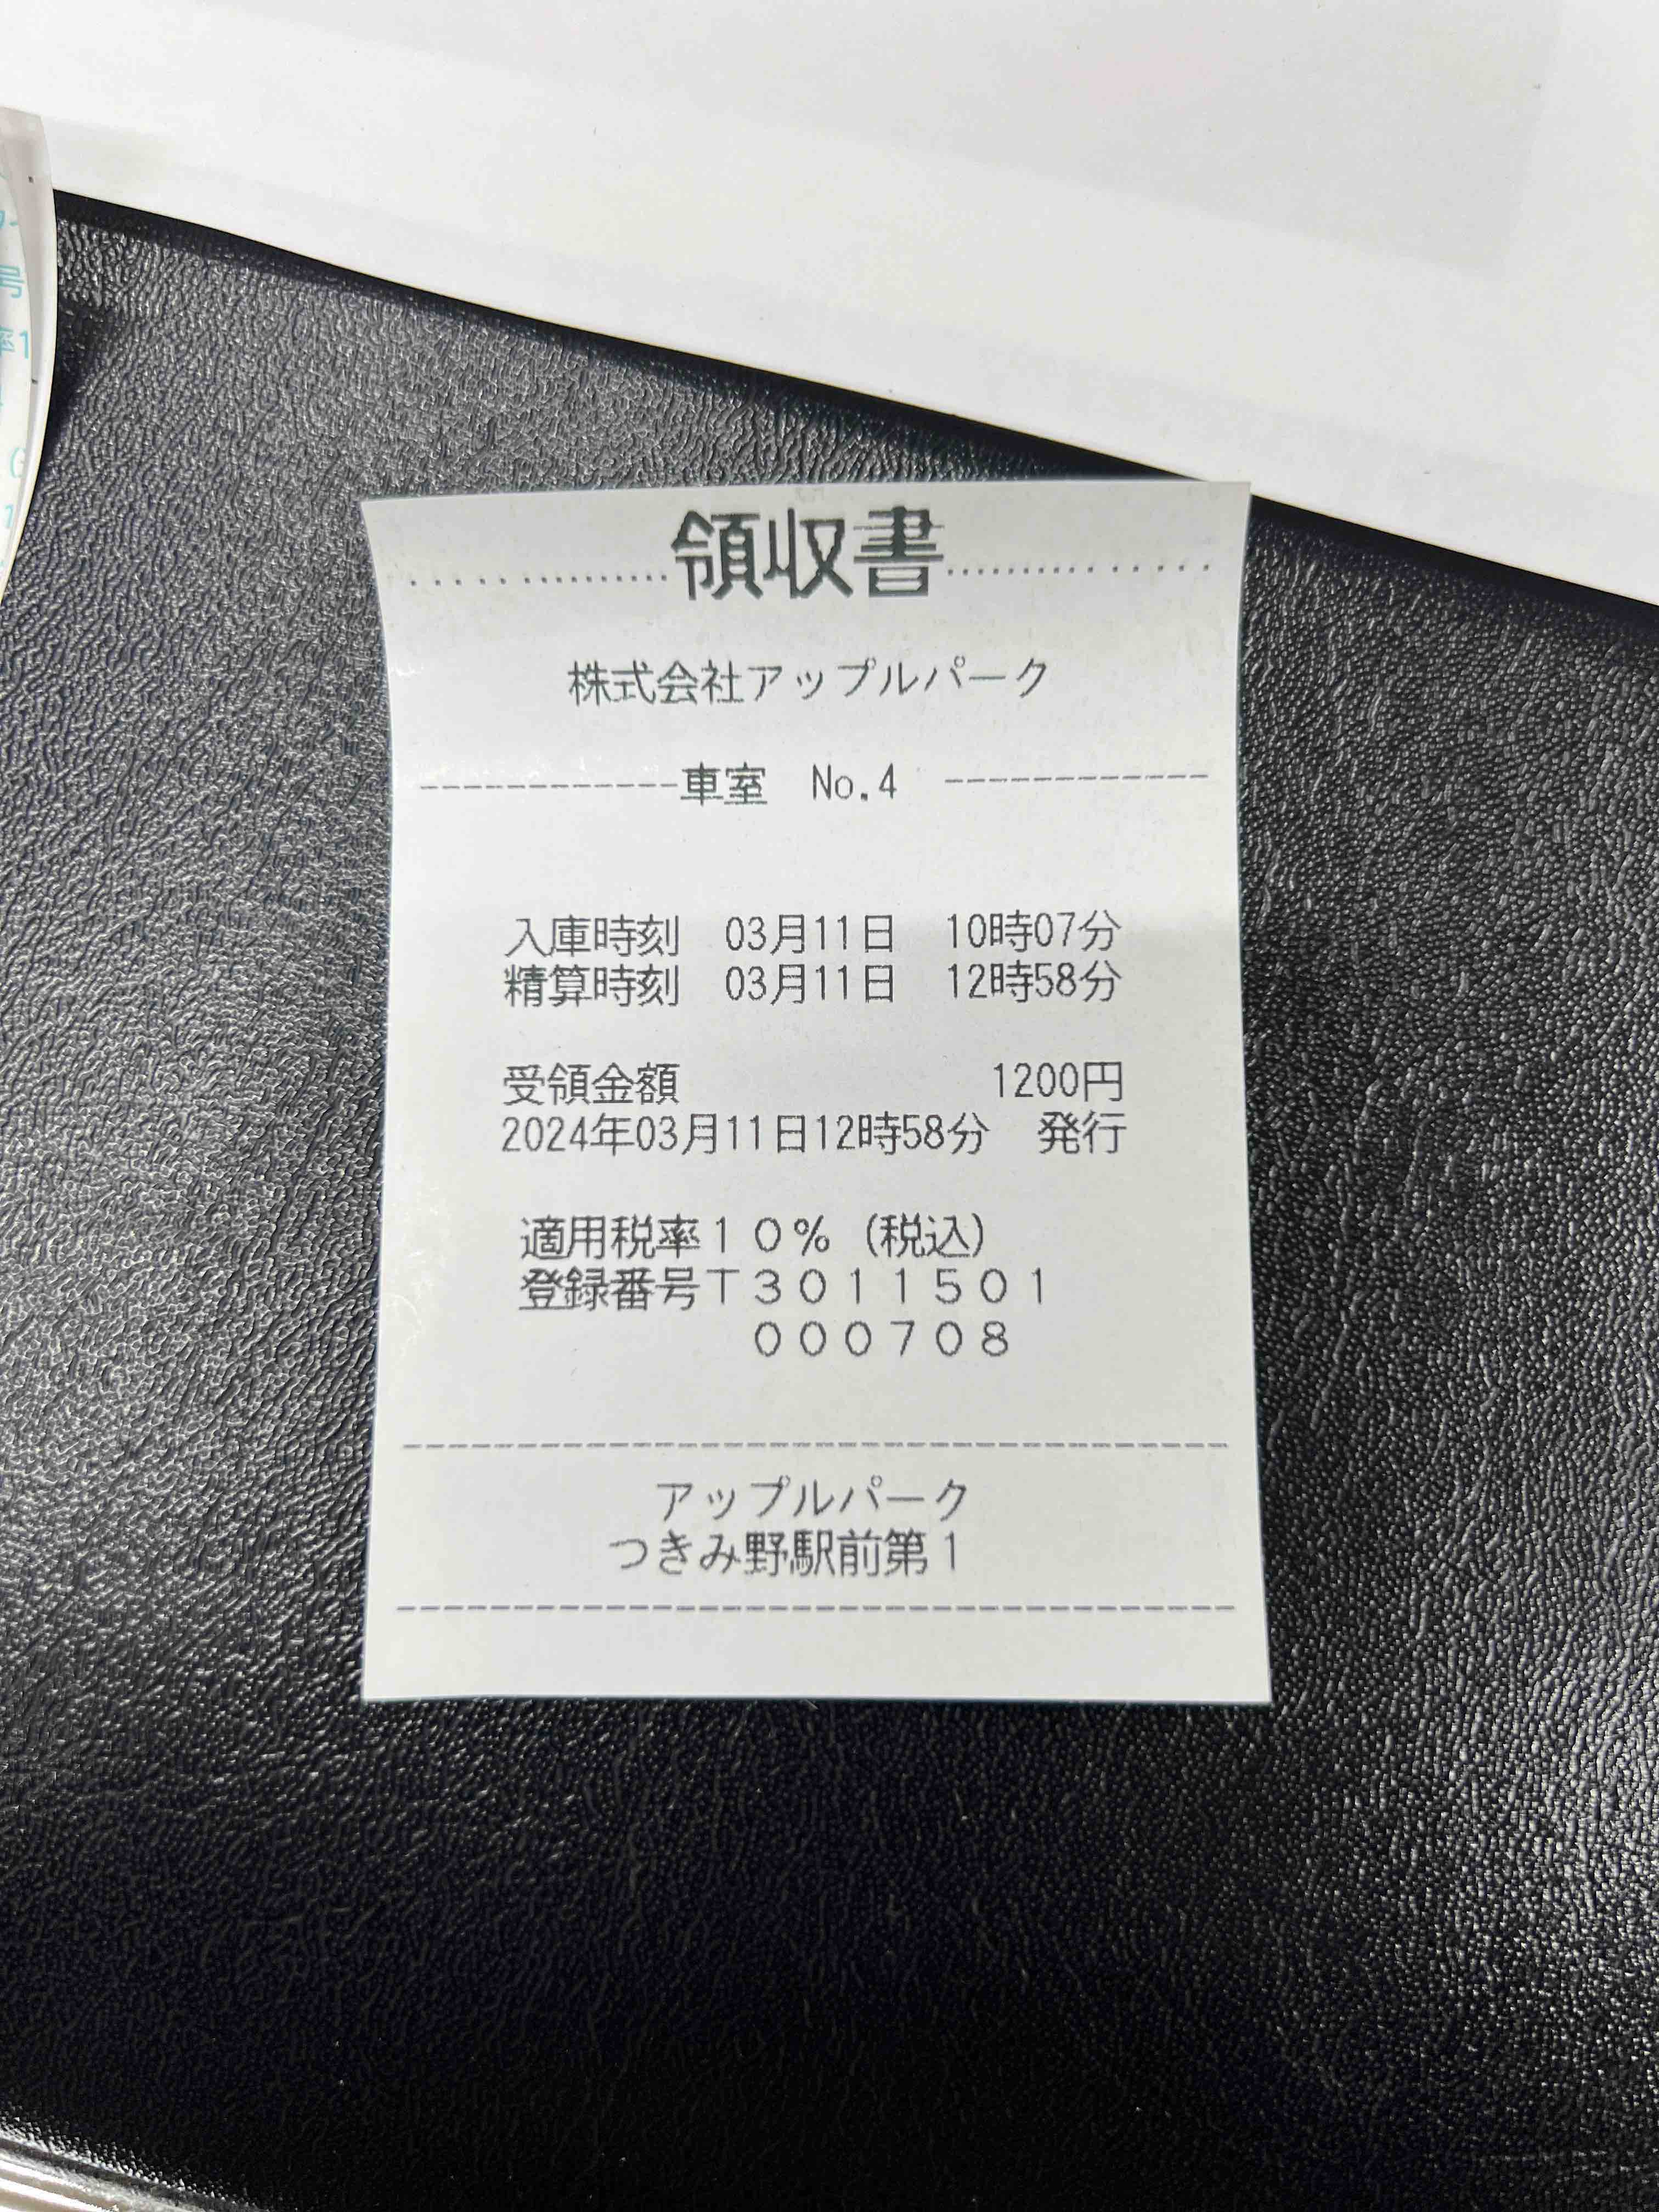 領収書
株式会社アップルパーク
車室 No.4
入庫時刻 03月11日 10時07分
精算時刻 03月11日 12時58分
受領金額 1200円
2024年03月11日12時58分 発行
適用税率10%(税込)
登録番号T3011501
000708
アップルパーク
つきみ野駅前第1